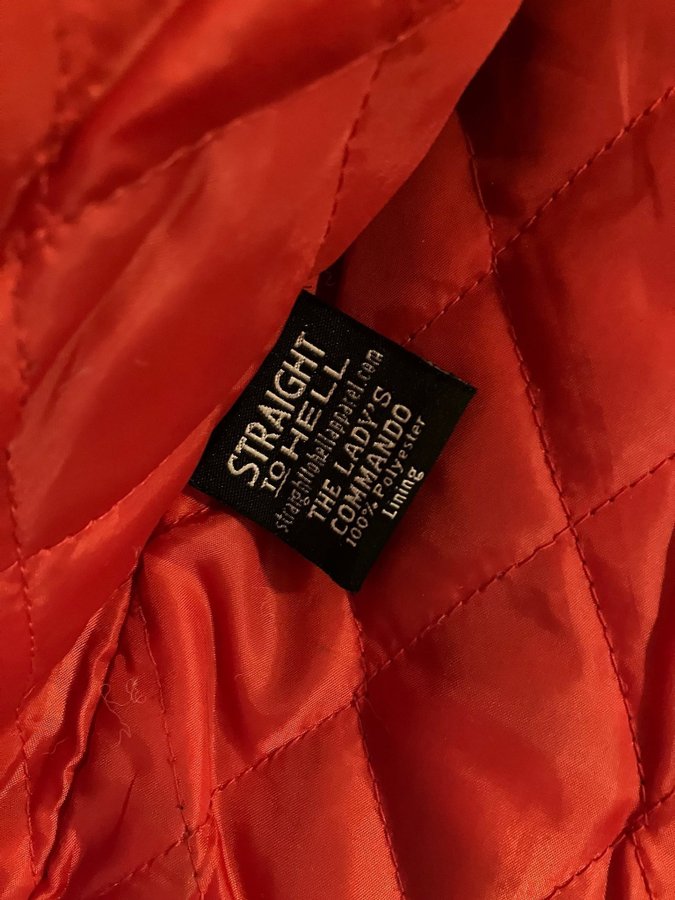 STRAIGHT
TO HELL
straighttohellapparel.com
THE LADY'S
COMMANDO
100% Polyester
Lining